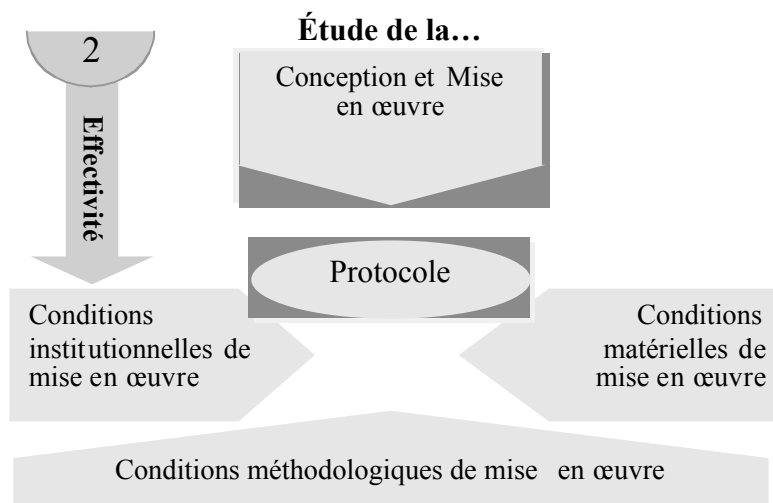 Étude de la…
2
Conception et Mise
en œuvre
Effectivité
Protocole
Conditions
institutionnelles de
mise en œuvre
Conditions
matérielles de
mise en œuvre
Conditions méthodologiques de mise en œuvre